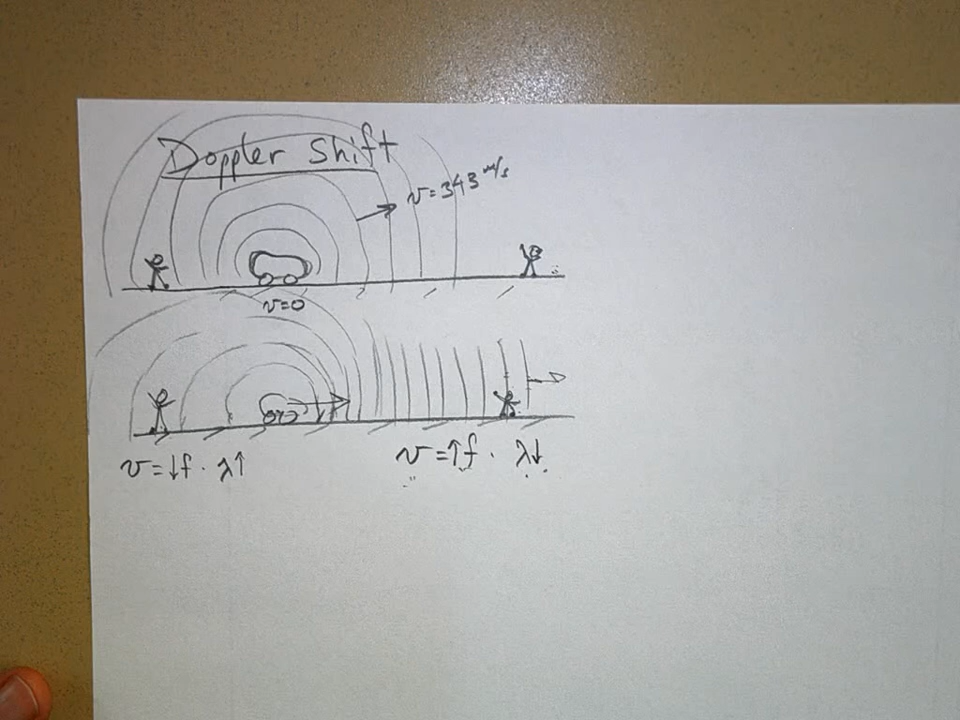 Doppler Shift
v=343 m/s
v=0
v=↓f · λ↑
v=↑f · λ↓